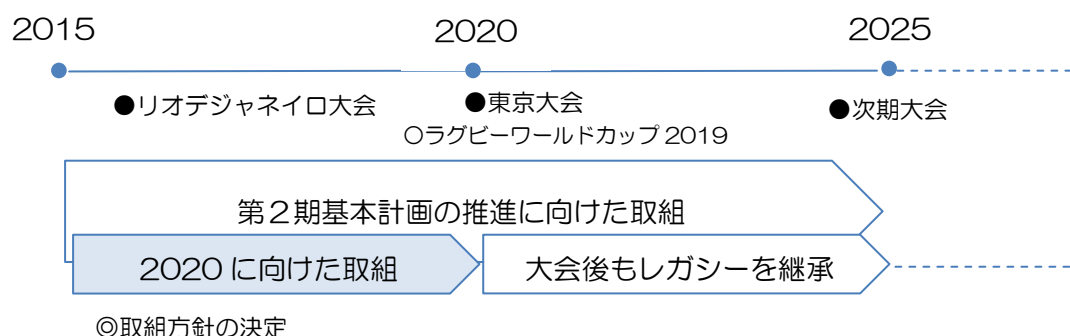 2015 2020 2025
●リオデジャネイロ大会 ●東京大会 ●次期大会
○ラグビーワールドカップ 2019
第２期基本計画の推進に向けた取組
2020 に向けた取組 大会後もレガシーを継承
◎取組方針の決定